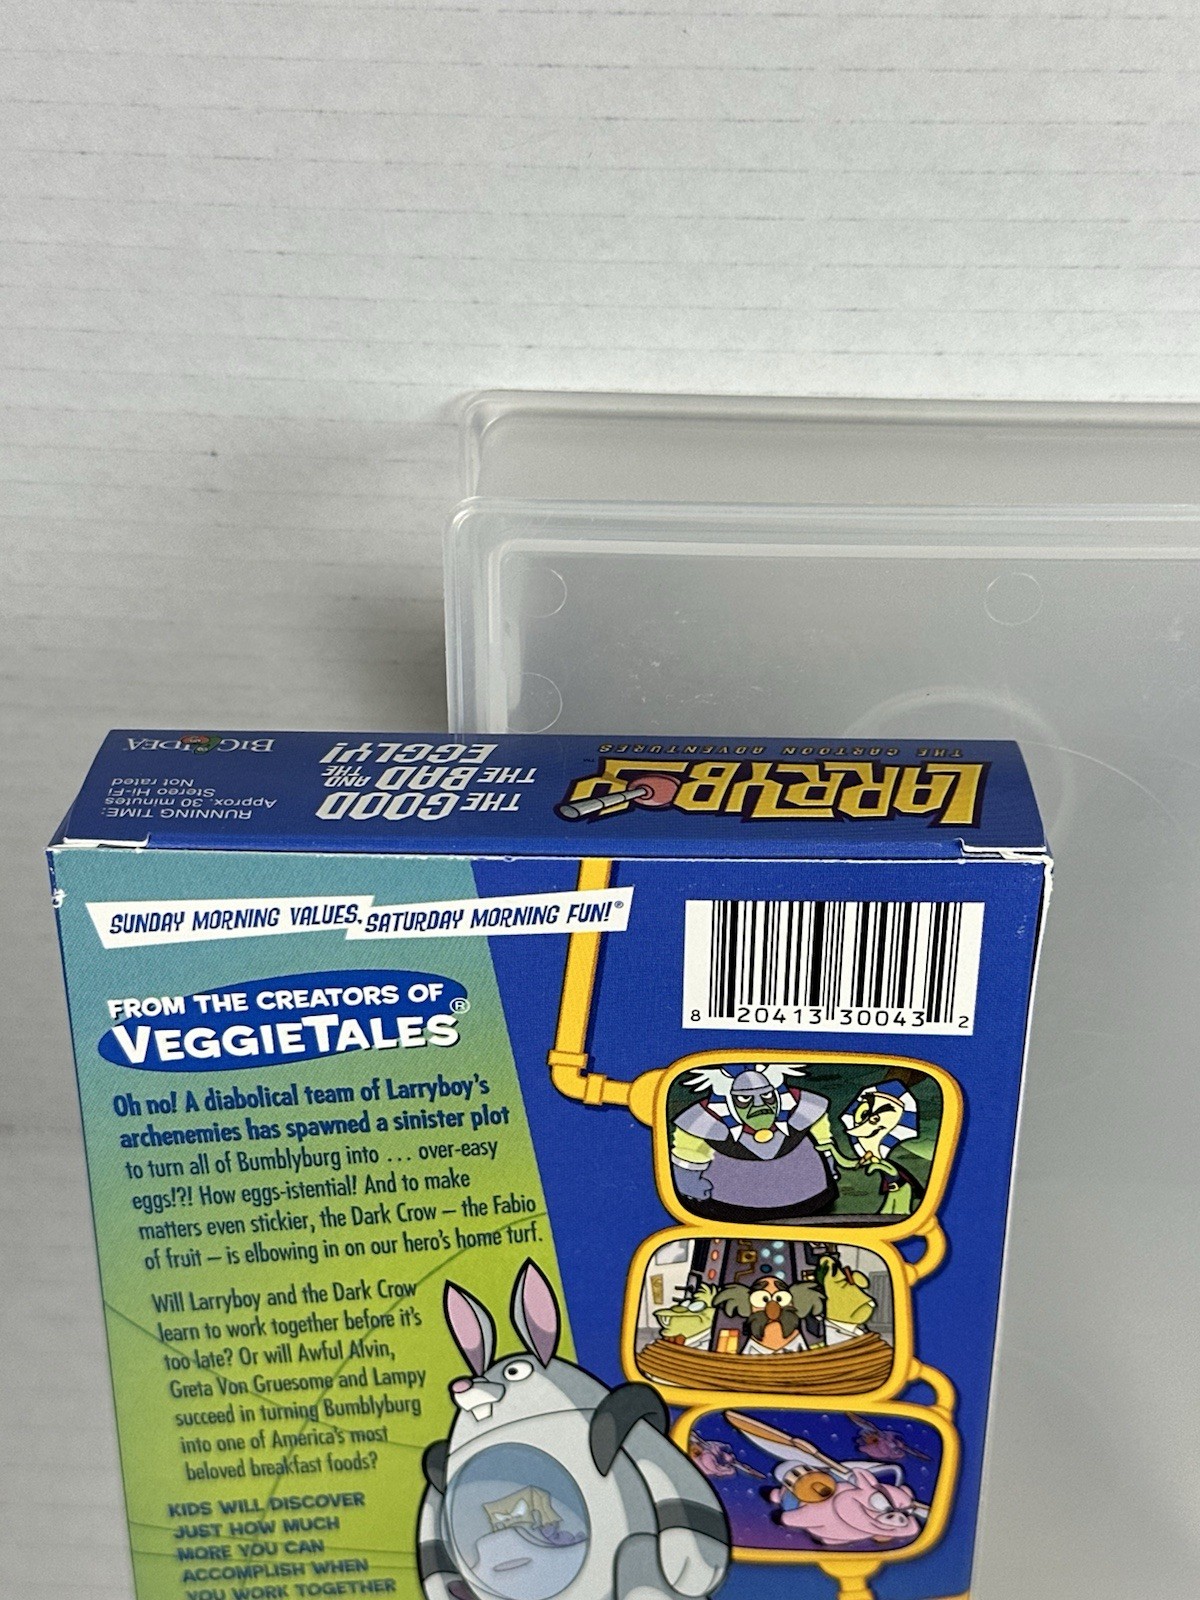 LARRYBOY
THE CARTOON ADVENTURES™
THE GOOD
THE BAD AND THE
EGGLY!
RUNNING TIME:
Approx. 30 minutes
Stereo Hi-Fi
Not rated
BIG IDEA
SUNDAY MORNING VALUES, SATURDAY MORNING FUN!®
FROM THE CREATORS OF
VEGGIETALES®
8 20413 30043 2
Oh no! A diabolical team of Larryboy's
archenemies has spawned a sinister plot
to turn all of Bumblyburg into ... over-easy
eggs!?! How eggs-istential! And to make
matters even stickier, the Dark Crow – the Fabio
of fruit – is elbowing in on our hero's home turf.
Will Larryboy and the Dark Crow
learn to work together before it's
too late? Or will Awful Alvin,
Greta Von Gruesome and Lampy
succeed in turning Bumblyburg
into one of America's most
beloved breakfast foods?
KIDS WILL DISCOVER
JUST HOW MUCH
MORE YOU CAN
ACCOMPLISH WHEN
YOU WORK TOGETHER